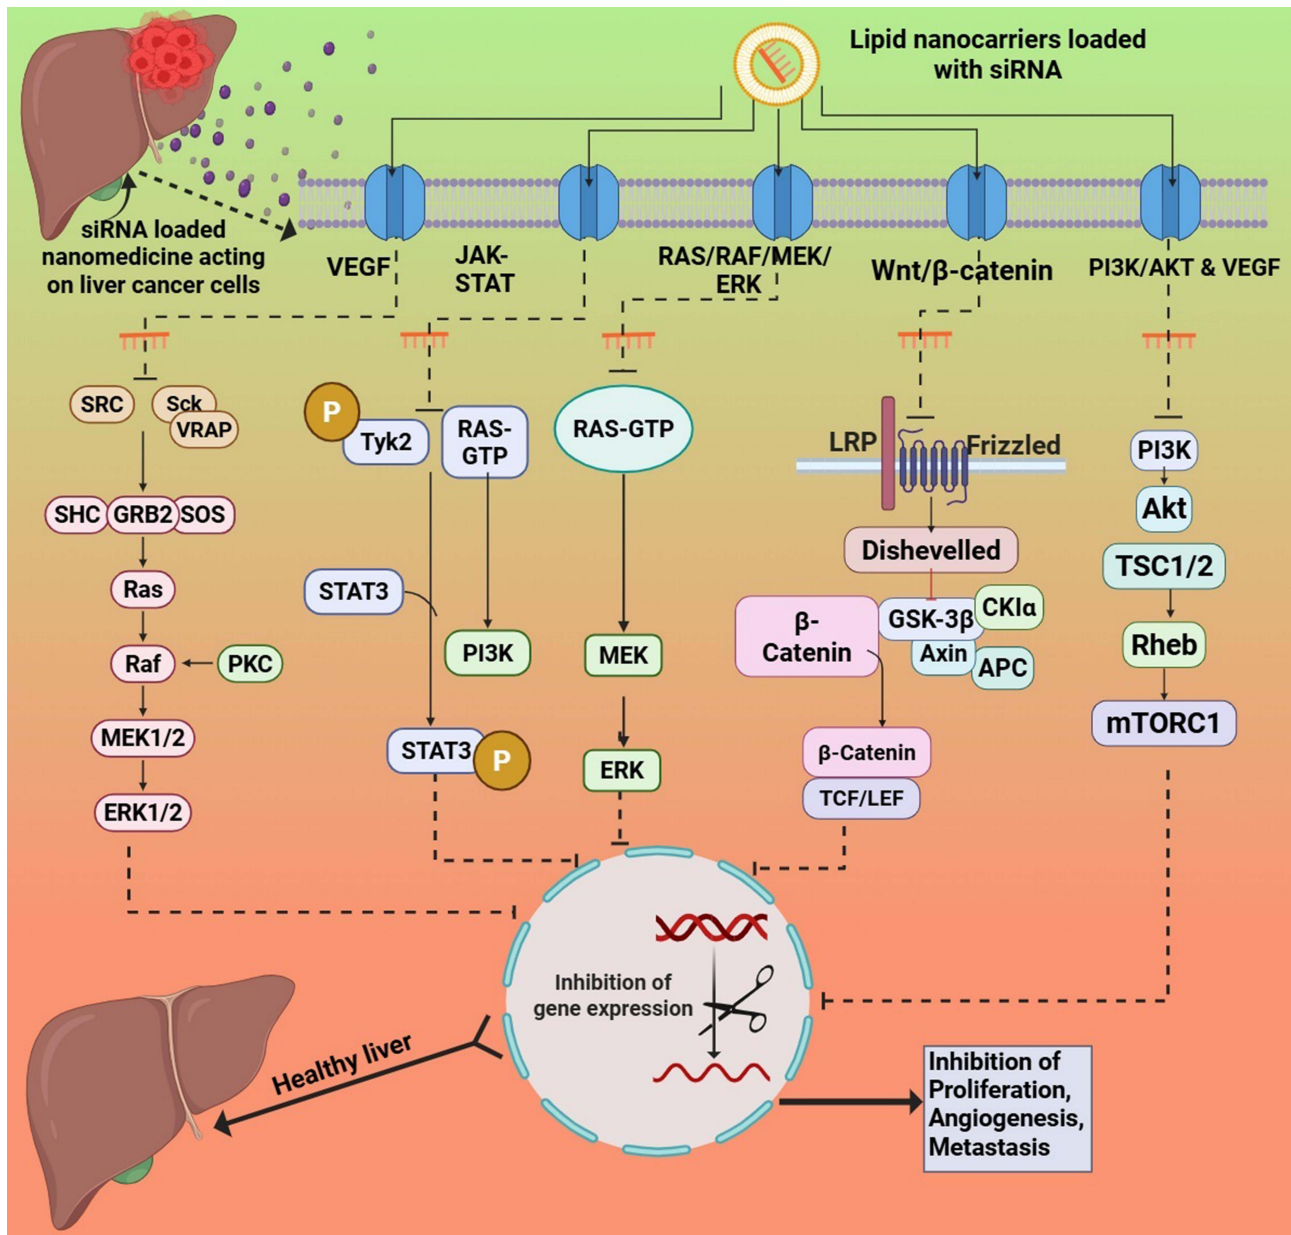 Lipid nanocarriers loaded
with siRNA
siRNA loaded
nanomedicine acting
on liver cancer cells
VEGF
JAK-
STAT
RAS/RAF/MEK/
ERK
Wnt/β-catenin
PI3K/AKT & VEGF
SRC
Sck
VRAP
SHC
GRB2
SOS
Ras
Raf
PKC
MEK1/2
ERK1/2
P
Tyk2
RAS-
GTP
STAT3
PI3K
STAT3
P
RAS-GTP
MEK
ERK
LRP
Frizzled
Dishevelled
β-
Catenin
GSK-3β
CKIα
Axin
APC
β-Catenin
TCF/LEF
PI3K
Akt
TSC1/2
Rheb
mTORC1
Inhibition of
gene expression
Healthy liver
Inhibition of
Proliferation,
Angiogenesis,
Metastasis